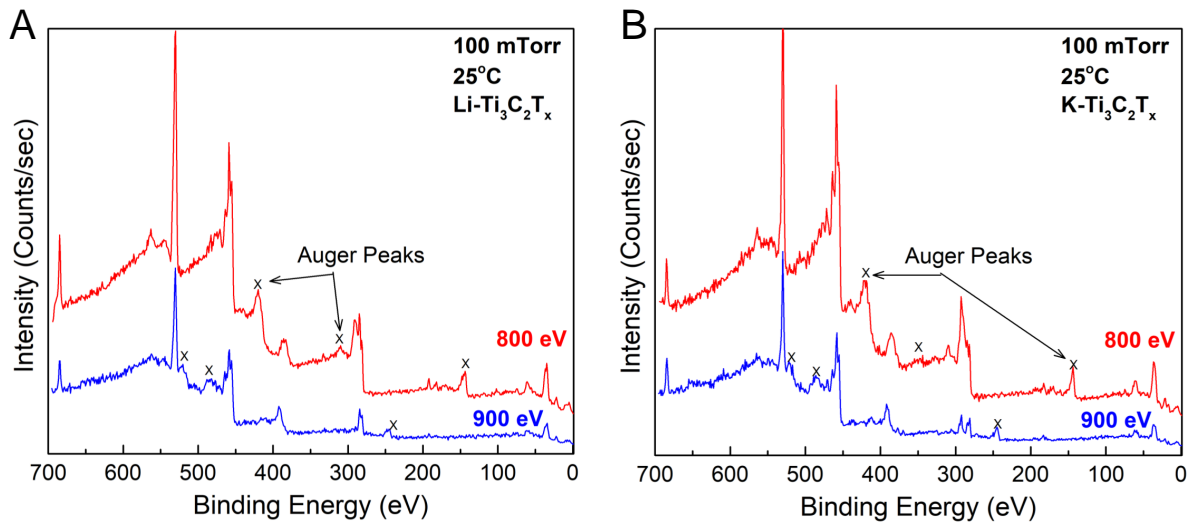 A
100 mTorr
25°C
Li-Ti₃C₂Tₓ
Auger Peaks
x
x
x
x
x
x
800 eV
900 eV
Intensity (Counts/sec)
700 600 500 400 300 200 100 0
Binding Energy (eV)
B
100 mTorr
25°C
K-Ti₃C₂Tₓ
Auger Peaks
x
x
x
x
x
x
800 eV
900 eV
Intensity (Counts/sec)
700 600 500 400 300 200 100 0
Binding Energy (eV)